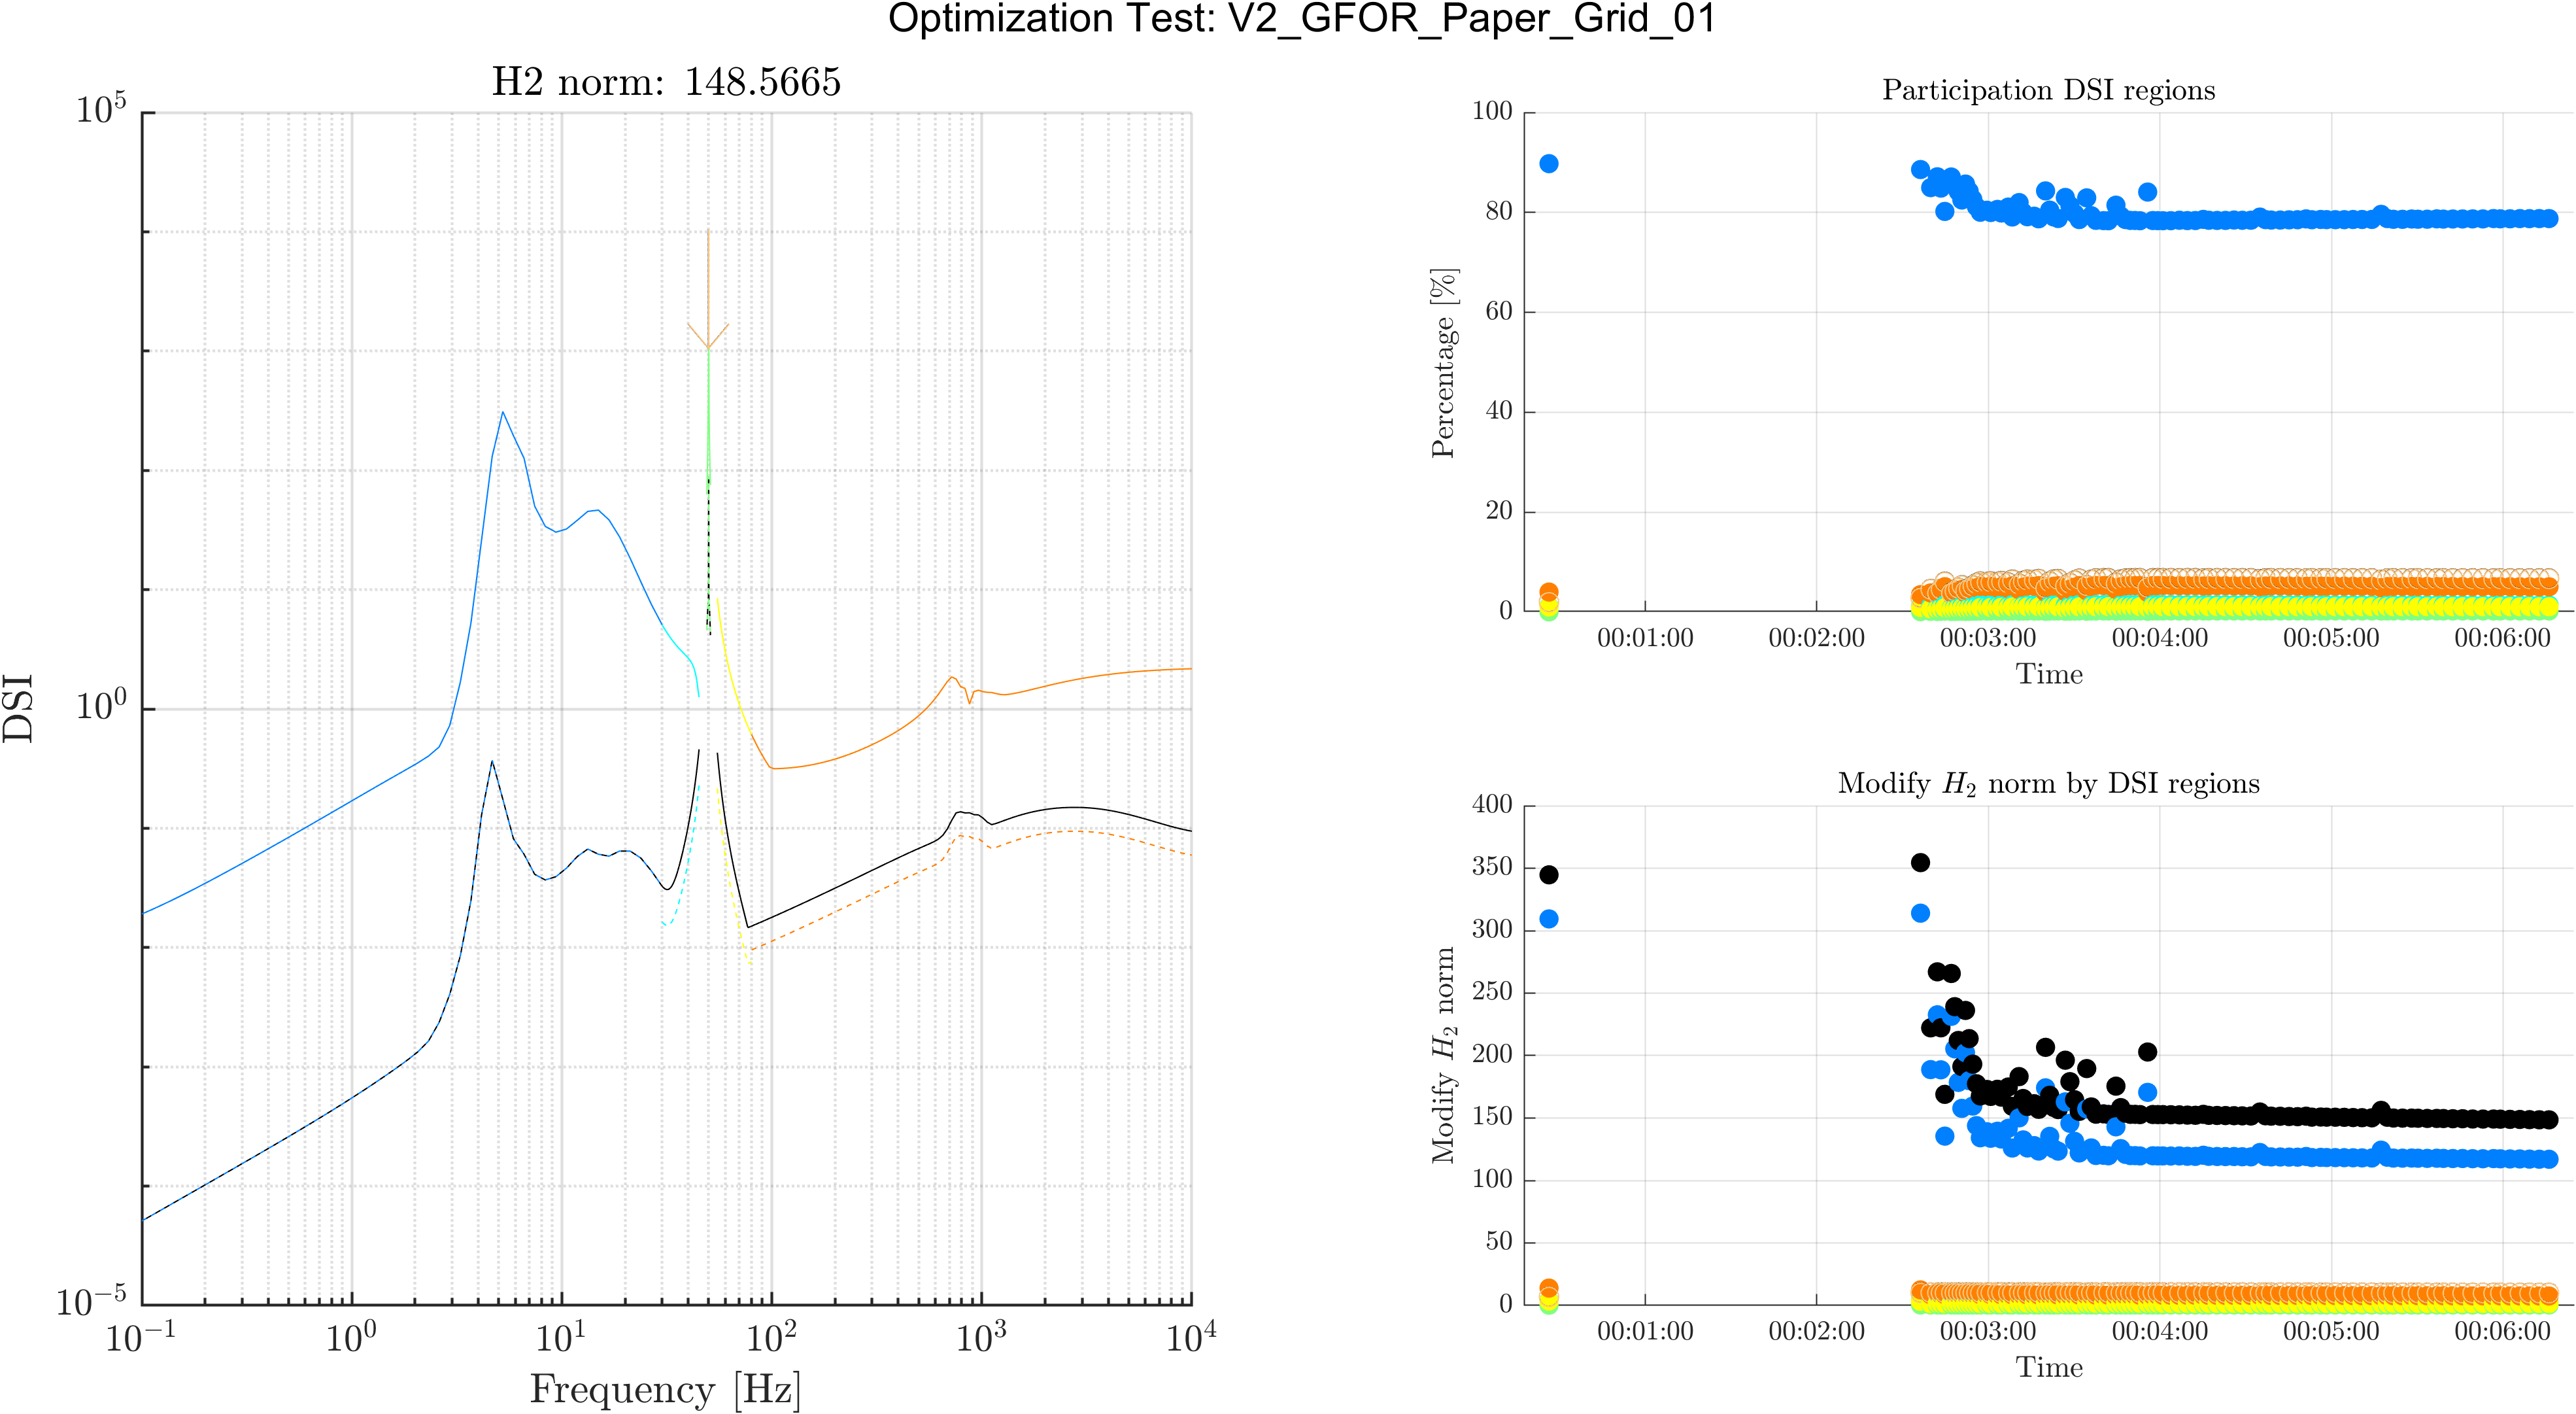 Optimization Test: V2_GFOR_Paper_Grid_01
H2 norm: 148.5665
10^5
10^0
10^-5
DSI
10^-1 10^0 10^1 10^2 10^3 10^4
Frequency [Hz]
Participation DSI regions
100
80
60
40
20
0
Percentage [%]
00:01:00 00:02:00 00:03:00 00:04:00 00:05:00 00:06:00
Time
Modify H₂ norm by DSI regions
400
350
300
250
200
150
100
50
0
Modify H₂ norm
00:01:00 00:02:00 00:03:00 00:04:00 00:05:00 00:06:00
Time